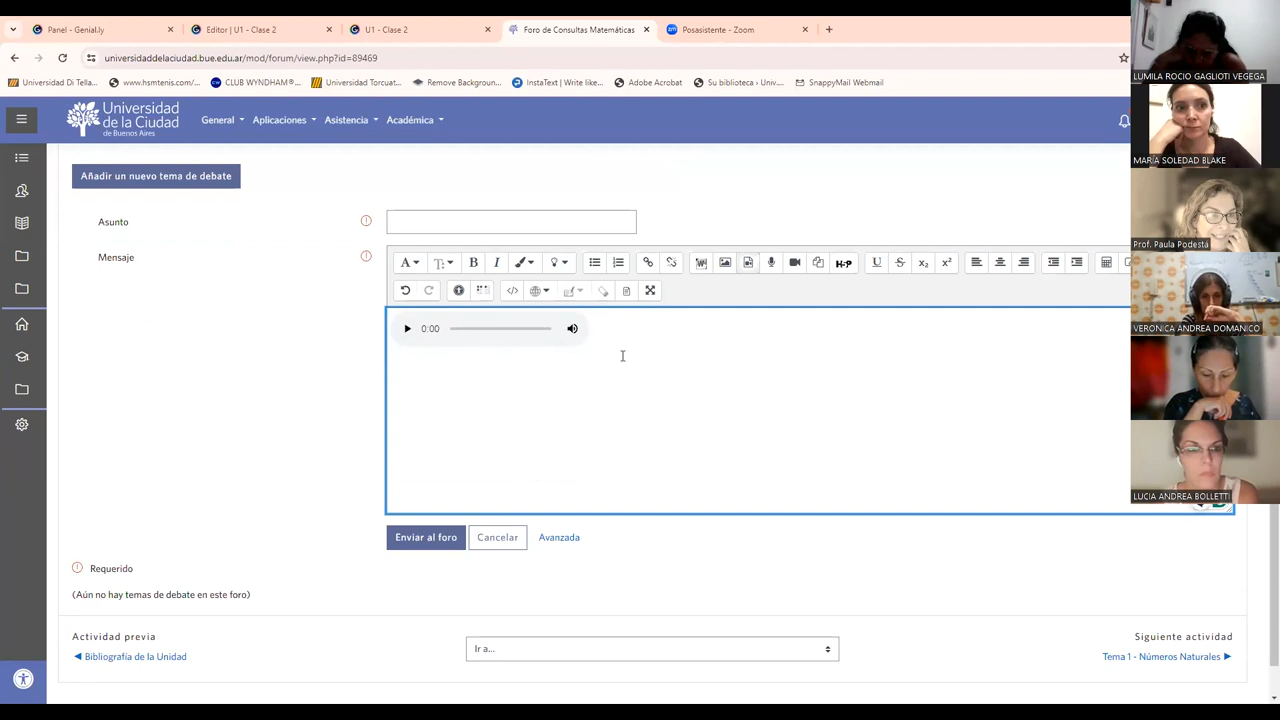 Panel - Genial.ly
Editor | U1 - Clase 2
U1 - Clase 2
Foro de Consultas Matemáticas
Posasistente - Zoom
universidaddelaciudad.bue.edu.ar/mod/forum/view.php?id=89469
Universidad Di Tella...
www.hsmtenis.com/...
CLUB WYNDHAM®...
Universidad Torcuat...
Remove Backgroun...
InstaText | Write like...
Adobe Acrobat
Su biblioteca › Univ...
SnappyMail Webmail
LUMILA ROCIO GAGLIOTI VEGEGA
Universidad
de la Ciudad
de Buenos Aires
General
Aplicaciones
Asistencia
Académica
MARÍA SOLEDAD BLAKE
Añadir un nuevo tema de debate
Asunto
Prof. Paula Podestá
Mensaje
0:00
VERONICA ANDREA DOMANICO
LUCIA ANDREA BOLLETTI
Enviar al foro
Cancelar
Avanzada
Requerido
(Aún no hay temas de debate en este foro)
Actividad previa
Siguiente actividad
◀ Bibliografía de la Unidad
Ir a...
Tema 1 - Números Naturales ▶